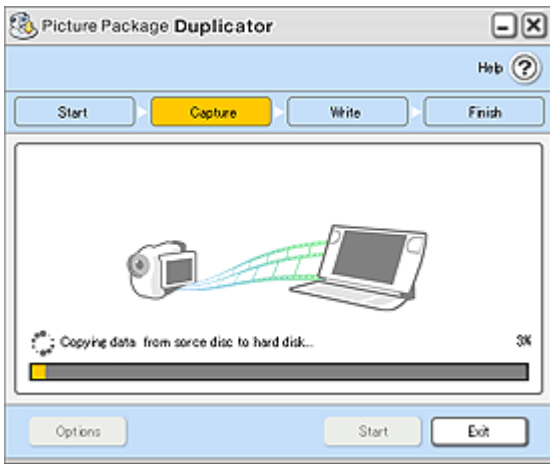 Picture Package Duplicator
Help ?
Start Capture Write Finish
Copying data from sorce disc to hard disk... 3%
Options Start Exit